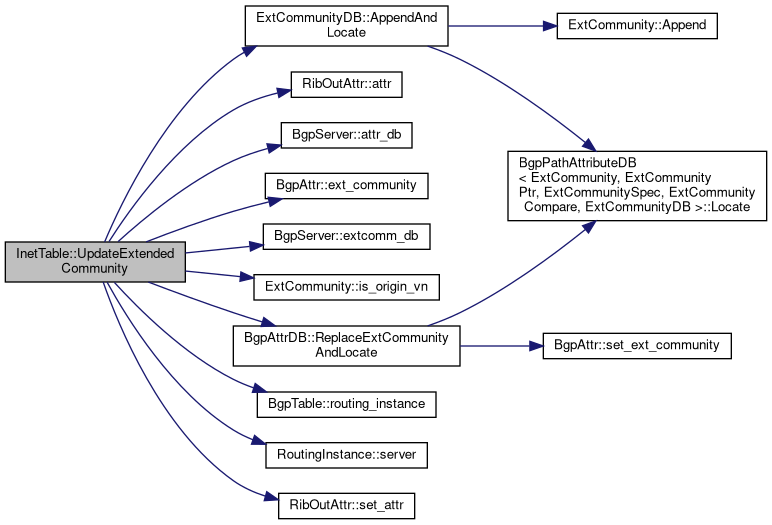 InetTable::UpdateExtended
Community
ExtCommunityDB::AppendAnd
Locate
RibOutAttr::attr
BgpServer::attr_db
BgpAttr::ext_community
BgpServer::extcomm_db
ExtCommunity::is_origin_vn
BgpAttrDB::ReplaceExtCommunity
AndLocate
BgpTable::routing_instance
RoutingInstance::server
RibOutAttr::set_attr
ExtCommunity::Append
BgpPathAttributeDB
< ExtCommunity, ExtCommunity
Ptr, ExtCommunitySpec, ExtCommunity
Compare, ExtCommunityDB >::Locate
BgpAttr::set_ext_community